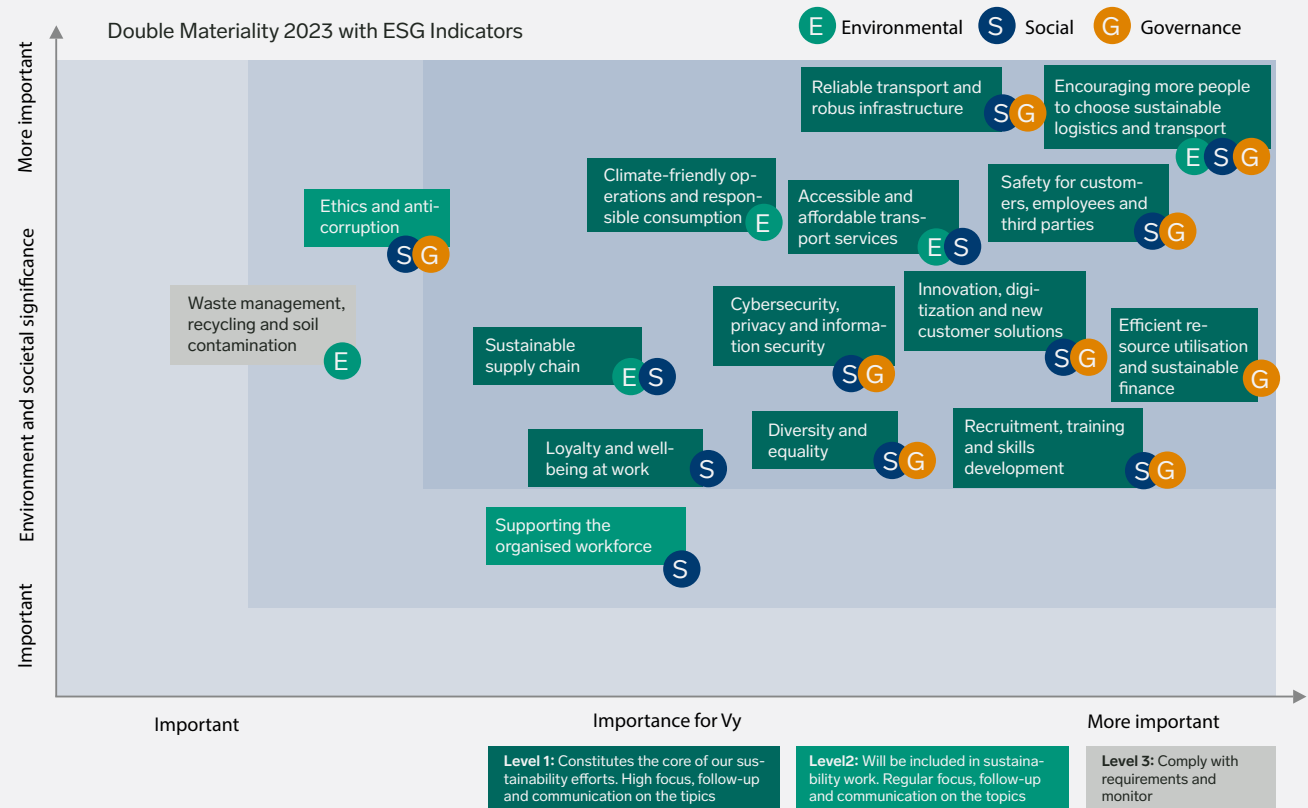 Double Materiality 2023 with ESG Indicators
E Environmental S Social G Governance
More important
Environment and societal significance
Important
Reliable transport and
robus infrastructure
S G
Encouraging more people
to choose sustainable
logistics and transport
E S G
Climate-friendly op-
erations and respon-
sible consumption
E
Accessible and
affordable trans-
port services
E S
Safety for custom-
ers, employees and
third parties
S G
Ethics and anti-
corruption
S G
Waste management,
recycling and soil
contamination
E
Sustainable
supply chain
E S
Cybersecurity,
privacy and informa-
tion security
S G
Innovation, digi-
tization and new
customer solutions
S G
Efficient re-
source utilisation
and sustainable
finance
G
Loyalty and well-
being at work
S
Diversity and
equality
S G
Recruitment, training
and skills
development
S G
Supporting the
organised workforce
S
Important
Importance for Vy
More important
Level 1: Constitutes the core of our sus-
tainability efforts. High focus, follow-up
and communication on the tipics
Level2: Will be included in sustaina-
bility work. Regular focus, follow-up
and communication on the topics
Level 3: Comply with
requirements and
monitor